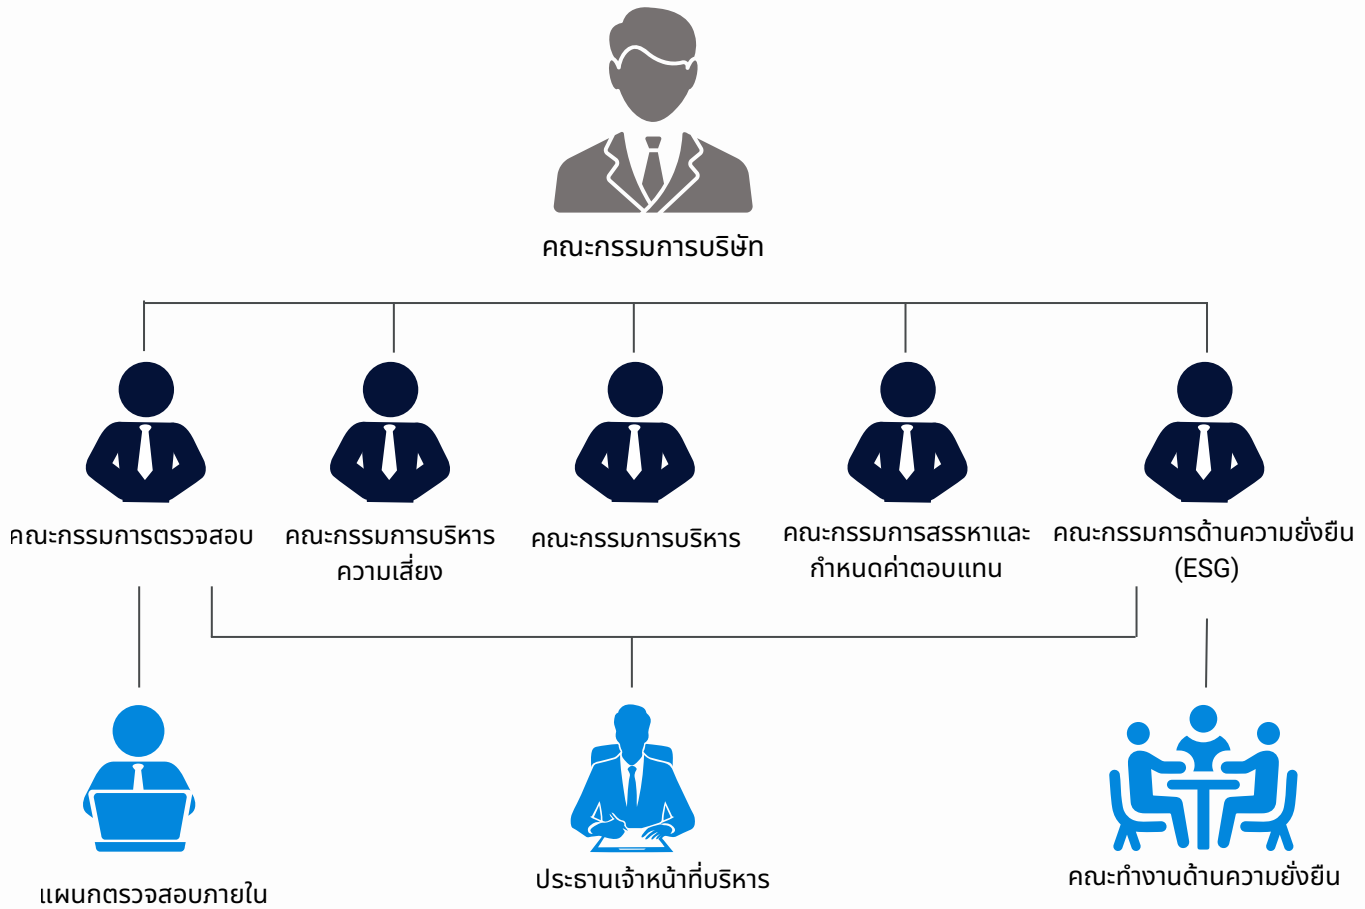 คณะกรรมการบริษัท
คณะกรรมการตรวจสอบ
คณะกรรมการบริหาร
ความเสี่ยง
คณะกรรมการบริหาร
คณะกรรมการสรรหาและ
กำหนดค่าตอบแทน
คณะกรรมการด้านความยั่งยืน
(ESG)
แผนกตรวจสอบภายใน
ประธานเจ้าหน้าที่บริหาร
คณะทำงานด้านความยั่งยืน